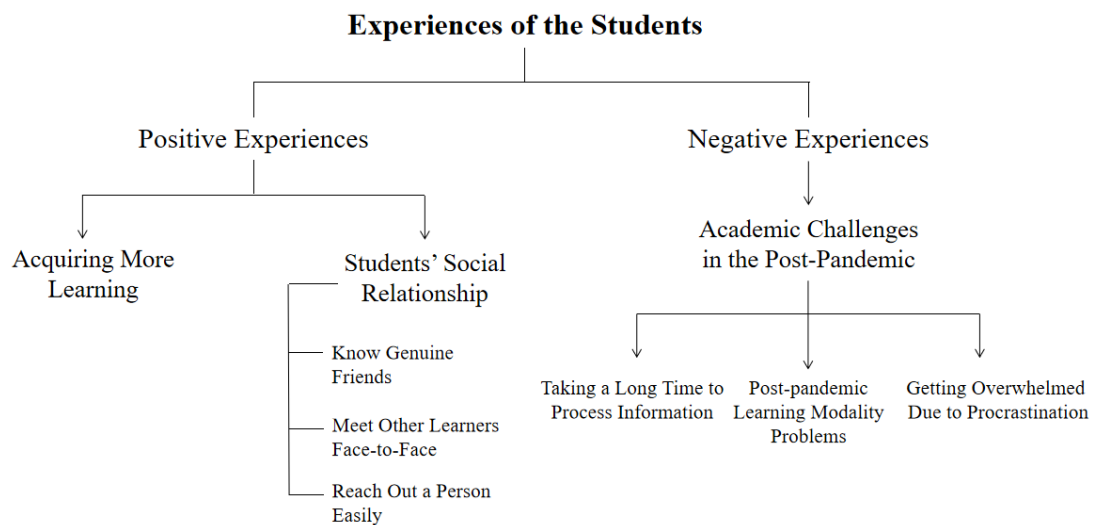 Experiences of the Students
Positive Experiences
Negative Experiences
Acquiring More
Learning
Students’ Social
Relationship
Know Genuine
Friends
Meet Other Learners
Face-to-Face
Reach Out a Person
Easily
Academic Challenges
in the Post-Pandemic
Taking a Long Time to
Process Information
Post-pandemic
Learning Modality
Problems
Getting Overwhelmed
Due to Procrastination